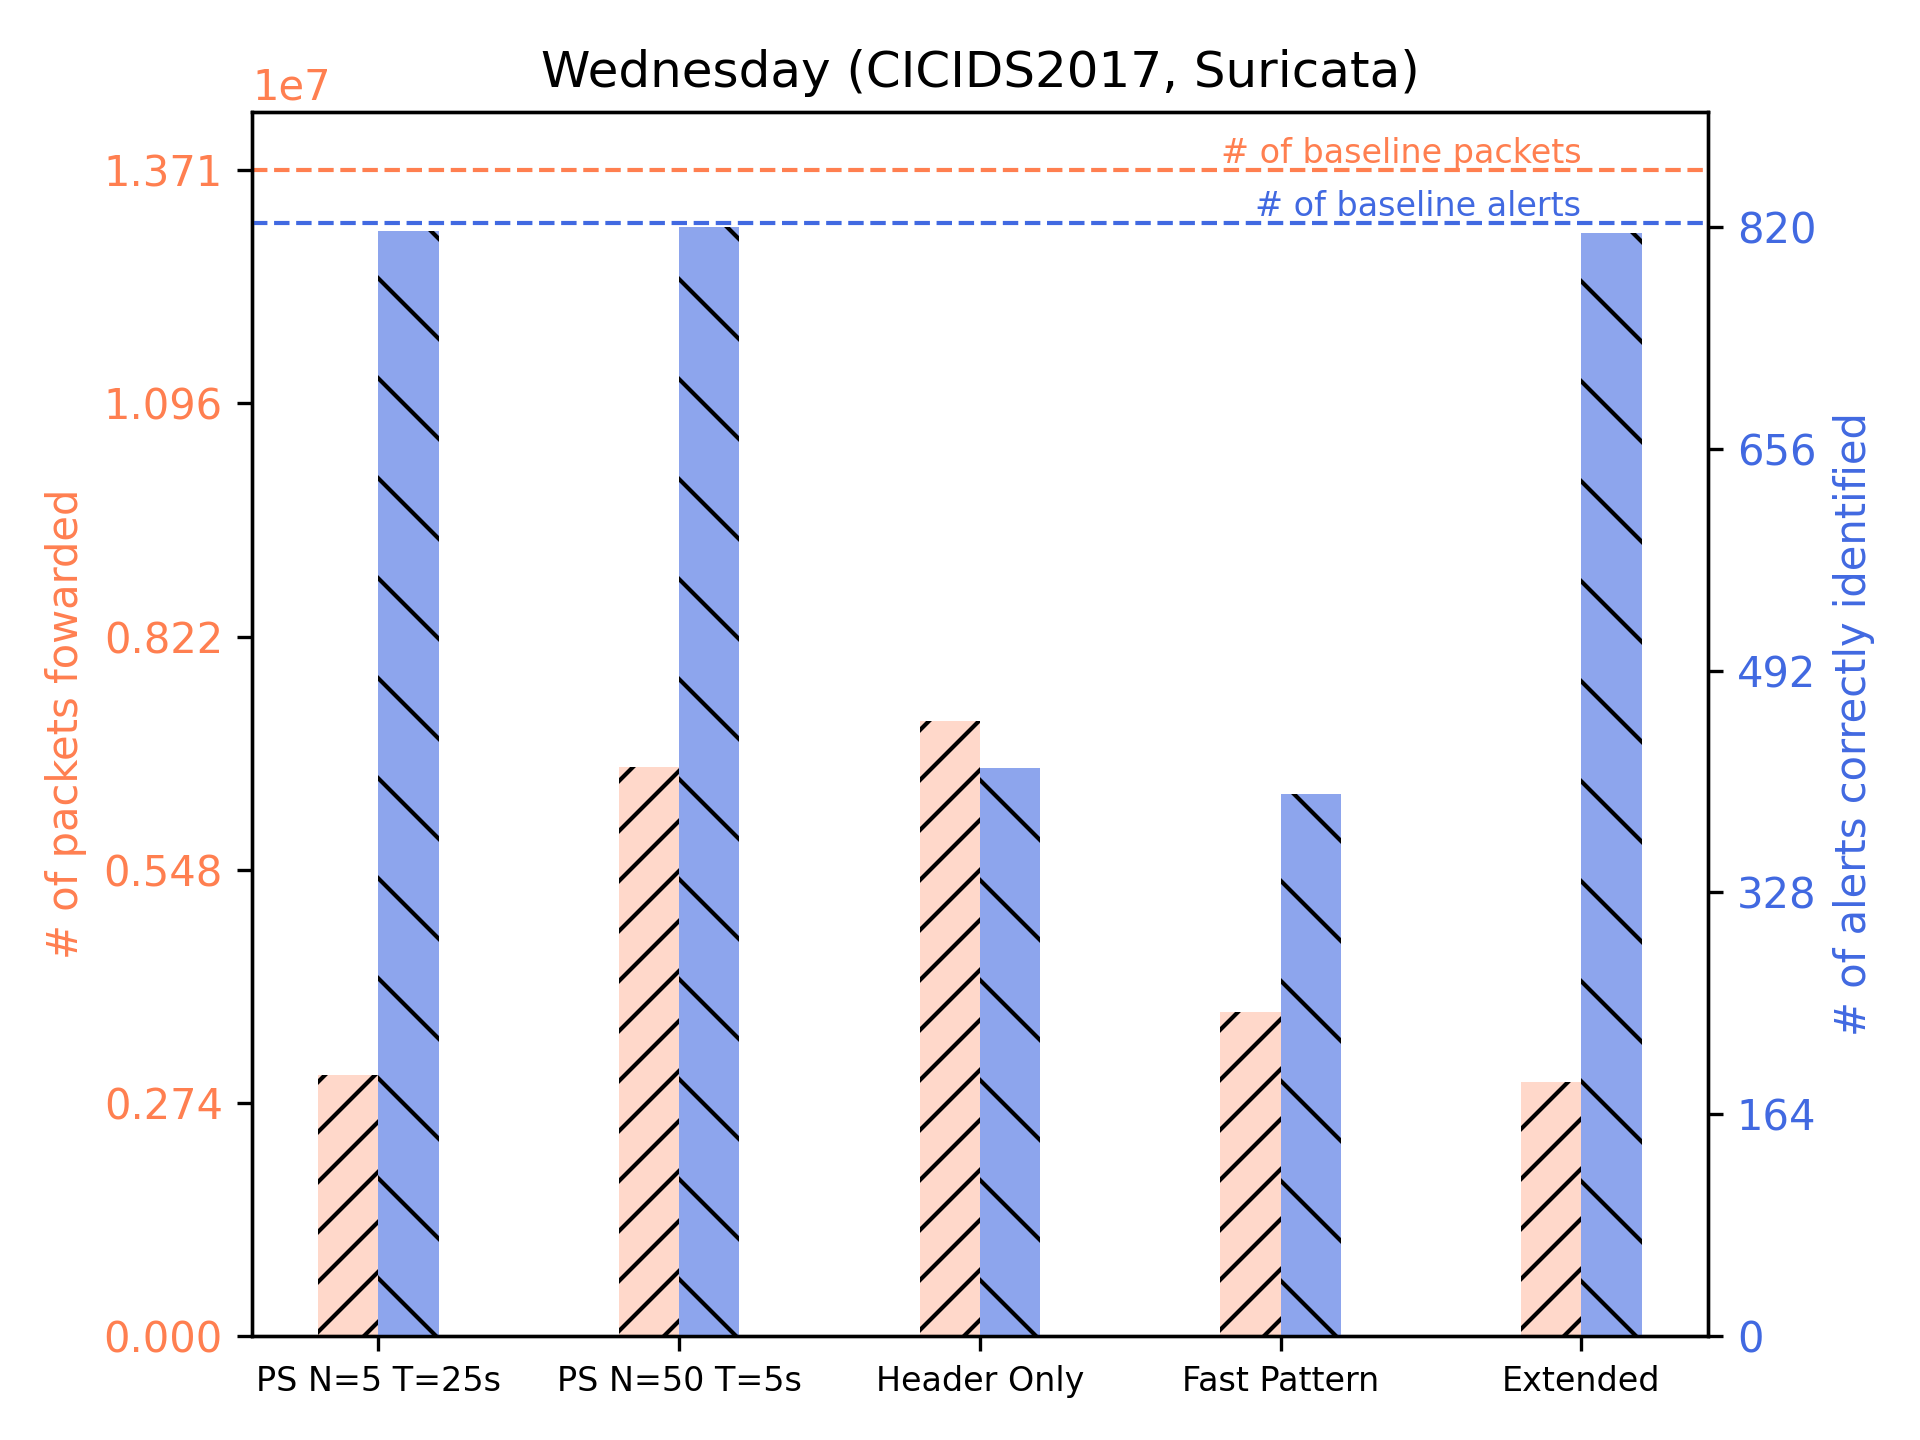 Wednesday (CICIDS2017, Suricata)
1e7
# of baseline packets
# of baseline alerts
1.371
1.096
0.822
0.548
0.274
0.000
# of packets fowarded
820
656
492
328
164
0
# of alerts correctly identified
PS N=5 T=25s
PS N=50 T=5s
Header Only
Fast Pattern
Extended